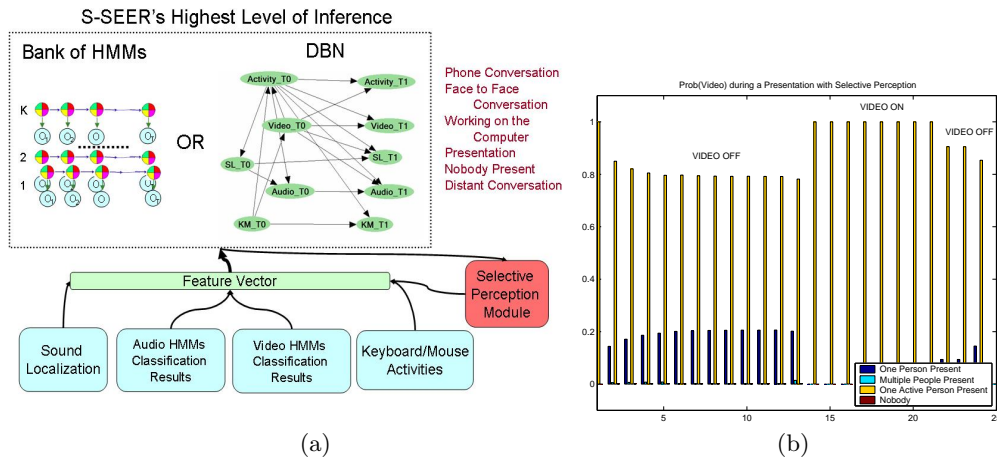 S-SEER's Highest Level of Inference
Bank of HMMs
DBN
K
2
1
OR
Activity_T0
Activity_T1
Video_T0
Video_T1
SL_T0
SL_T1
Audio_T0
Audio_T1
KM_T0
KM_T1
Phone Conversation
Face to Face
Conversation
Working on the
Computer
Presentation
Nobody Present
Distant Conversation
Feature Vector
Selective
Perception
Module
Sound
Localization
Audio HMMs
Classification
Results
Video HMMs
Classification
Results
Keyboard/Mouse
Activities
(a)
Prob(Video) during a Presentation with Selective Perception
VIDEO ON
VIDEO OFF
VIDEO OFF
1
0.8
0.6
0.4
0.2
0
5
10
15
20
25
One Person Present
Multiple People Present
One Active Person Present
Nobody
(b)